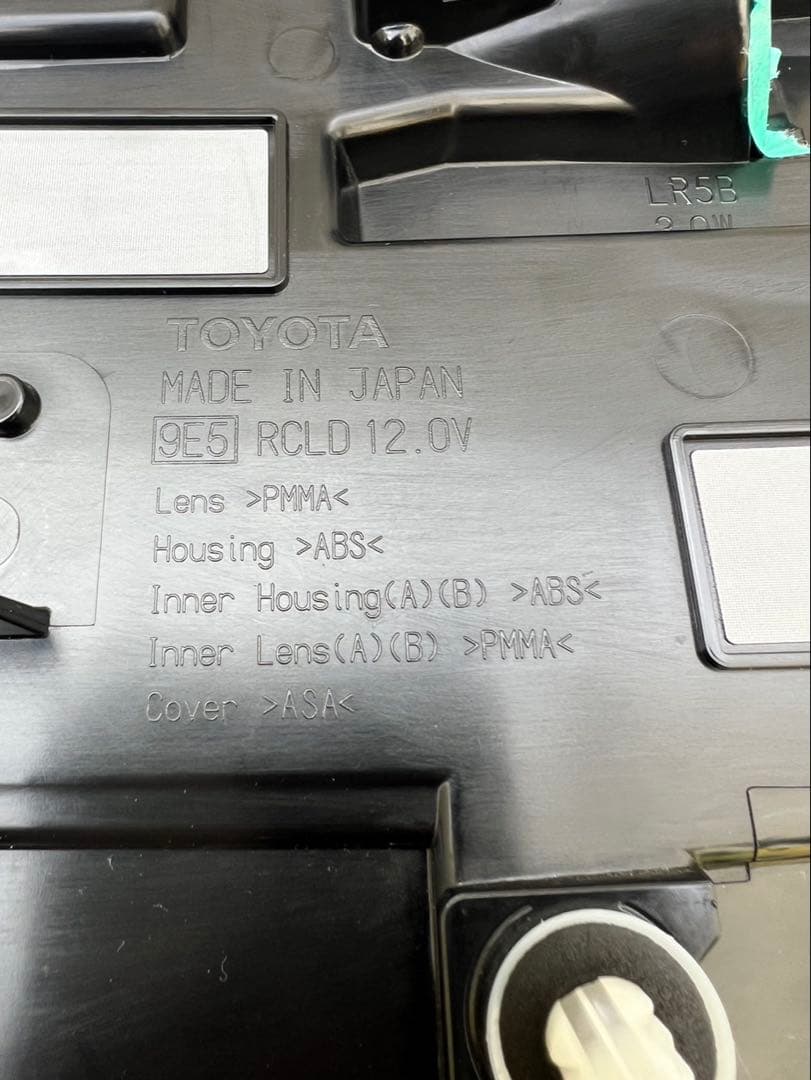 LR5B
TOYOTA
MADE IN JAPAN
9E5 RCLD 12.0V
Lens >PMMA<
Housing >ABS<
Inner Housing(A)(B) >ABS<
Inner Lens(A)(B) >PMMA<
Cover >ASA<